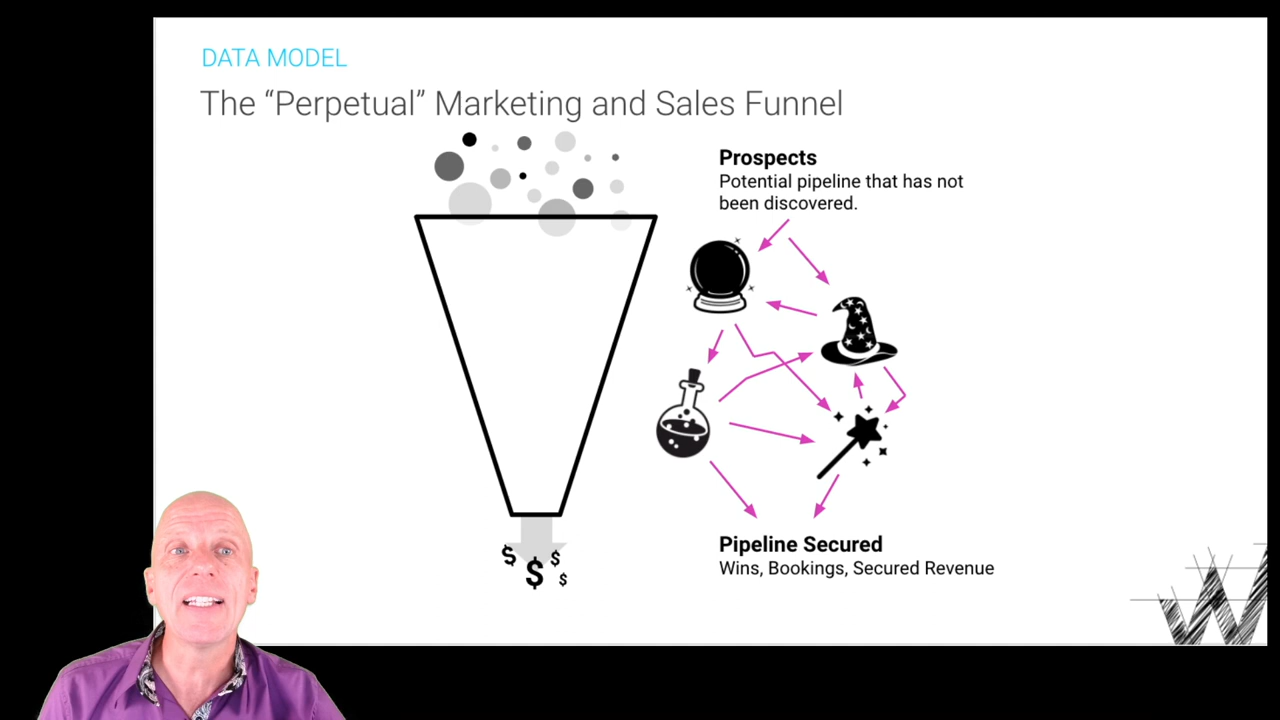 DATA MODEL
The “Perpetual” Marketing and Sales Funnel
Prospects
Potential pipeline that has not
been discovered.
$ $ $ $
Pipeline Secured
Wins, Bookings, Secured Revenue
W